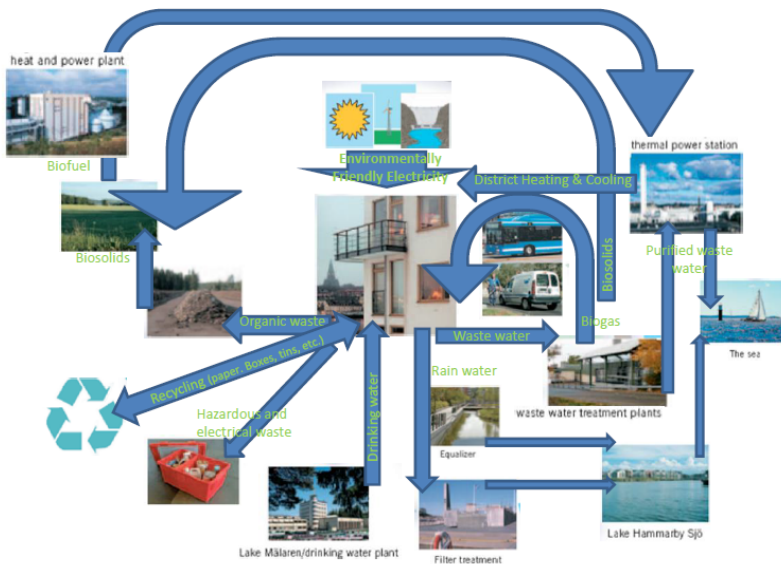 heat and power plant
Biofuel
Environmentally
Friendly Electricity
thermal power station
District Heating & Cooling
Biosolids
Biosolids
Purified waste
water
Organic waste
Waste water
Biogas
The sea
Recycling (paper, Boxes, tins, etc.)
Rain water
waste water treatment plants
Hazardous and
electrical waste
Drinking water
Equalizer
Lake Hammarby Sjö
Lake Mälaren/drinking water plant
Filter treatment